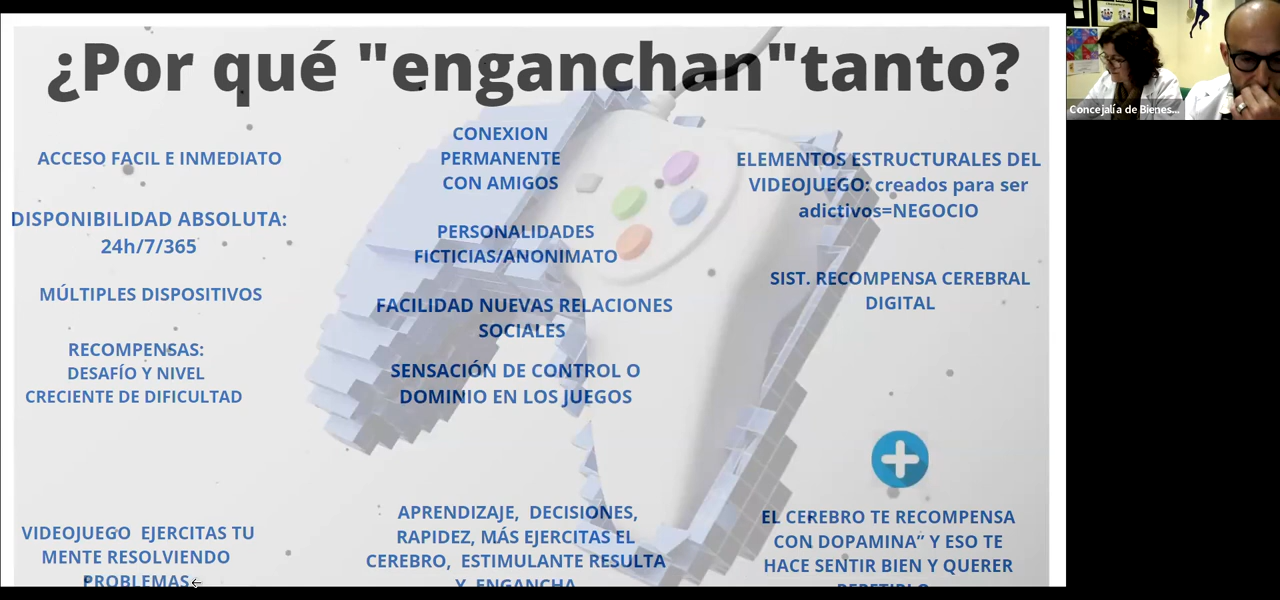 ¿Por qué "enganchan"tanto?
ACCESO FACIL E INMEDIATO
DISPONIBILIDAD ABSOLUTA:
24h/7/365
MÚLTIPLES DISPOSITIVOS
RECOMPENSAS:
DESAFÍO Y NIVEL
CRECIENTE DE DIFICULTAD
VIDEOJUEGO EJERCITAS TU
MENTE RESOLVIENDO
PROBLEMAS
CONEXION
PERMANENTE
CON AMIGOS
PERSONALIDADES
FICTICIAS/ANONIMATO
FACILIDAD NUEVAS RELACIONES
SOCIALES
SENSACIÓN DE CONTROL O
DOMINIO EN LOS JUEGOS
APRENDIZAJE, DECISIONES,
RAPIDEZ, MÁS EJERCITAS EL
CEREBRO, ESTIMULANTE RESULTA
Y ENGANCHA
ELEMENTOS ESTRUCTURALES DEL
VIDEOJUEGO: creados para ser
adictivos=NEGOCIO
SIST. RECOMPENSA CEREBRAL
DIGITAL
EL CEREBRO TE RECOMPENSA
CON DOPAMINA” Y ESO TE
HACE SENTIR BIEN Y QUERER
REPETIRLO
Concejalía de Bienes...